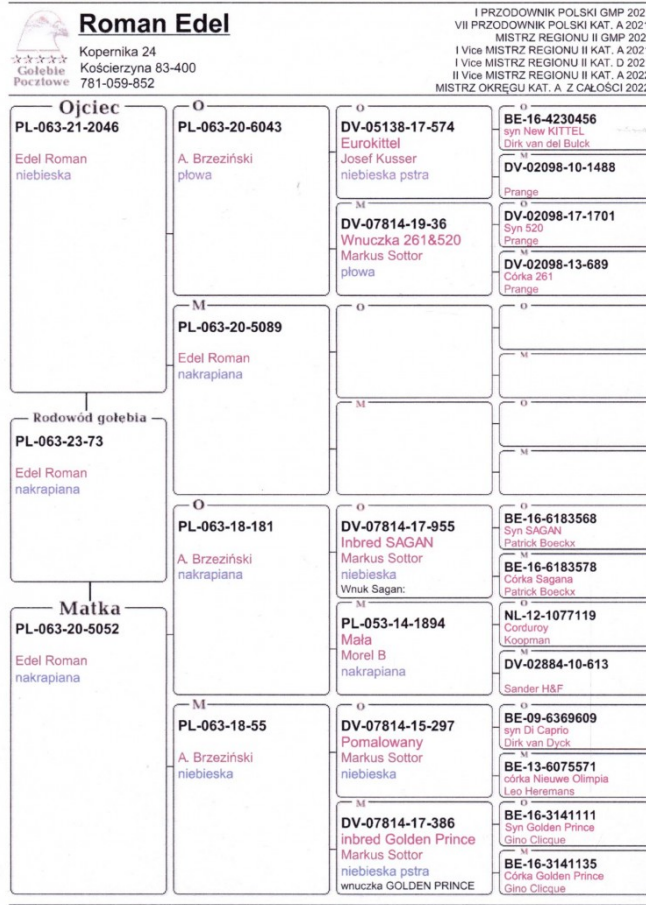 Roman Edel
Kopernika 24
Kościerzyna 83-400
781-059-852
Gołebie
Pocztowe
I PRZODOWNIK POLSKI GMP 202
VII PRZODOWNIK POLSKI KAT. A 202
MISTRZ REGIONU II GMP 202
I Vice MISTRZ REGIONU II KAT. A 202
I Vice MISTRZ REGIONU II KAT. D 202
II Vice MISTRZ REGIONU II KAT. A 202
MISTRZ OKRĘGU KAT. A Z CAŁOŚCI 2022
Ojciec
PL-063-21-2046
Edel Roman
niebieska
Rodowód gołebia
PL-063-23-73
Edel Roman
nakrapiana
Matka
PL-063-20-5052
Edel Roman
nakrapiana
O
PL-063-20-6043
A. Brzeziński
płowa
M
PL-063-20-5089
Edel Roman
nakrapiana
O
PL-063-18-181
A. Brzeziński
nakrapiana
M
PL-063-18-55
A. Brzeziński
niebieska
O
DV-05138-17-574
Eurokittel
Josef Kusser
niebieska pstra
M
DV-07814-19-36
Wnuczka 261&520
Markus Sottor
płowa
O
M
O
DV-07814-17-955
Inbred SAGAN
Markus Sottor
niebieska
Wnuk Sagan:
M
PL-053-14-1894
Mała
Morel B
nakrapiana
O
DV-07814-15-297
Pomalowany
Markus Sottor
niebieska
M
DV-07814-17-386
inbred Golden Prince
Markus Sottor
niebieska pstra
wnuczka GOLDEN PRINCE
O
BE-16-4230456
syn New KITTEL
Dirk van del Bulck
M
DV-02098-10-1488
Prange
O
DV-02098-17-1701
Syn 520
Prange
M
DV-02098-13-689
Córka 261
Prange
O
M
O
M
O
BE-16-6183568
Syn SAGAN
Patrick Boeckx
M
BE-16-6183578
Córka Sagana
Patrick Boeckx
O
NL-12-1077119
Corduroy
Koopman
M
DV-02884-10-613
Sander H&F
O
BE-09-6369609
syn Di Caprio
Dirk van Dyck
M
BE-13-6075571
córka Nieuwe Olimpia
Leo Heremans
O
BE-16-3141111
Syn Golden Prince
Gino Clicque
M
BE-16-3141135
Córka Golden Prince
Gino Clicque